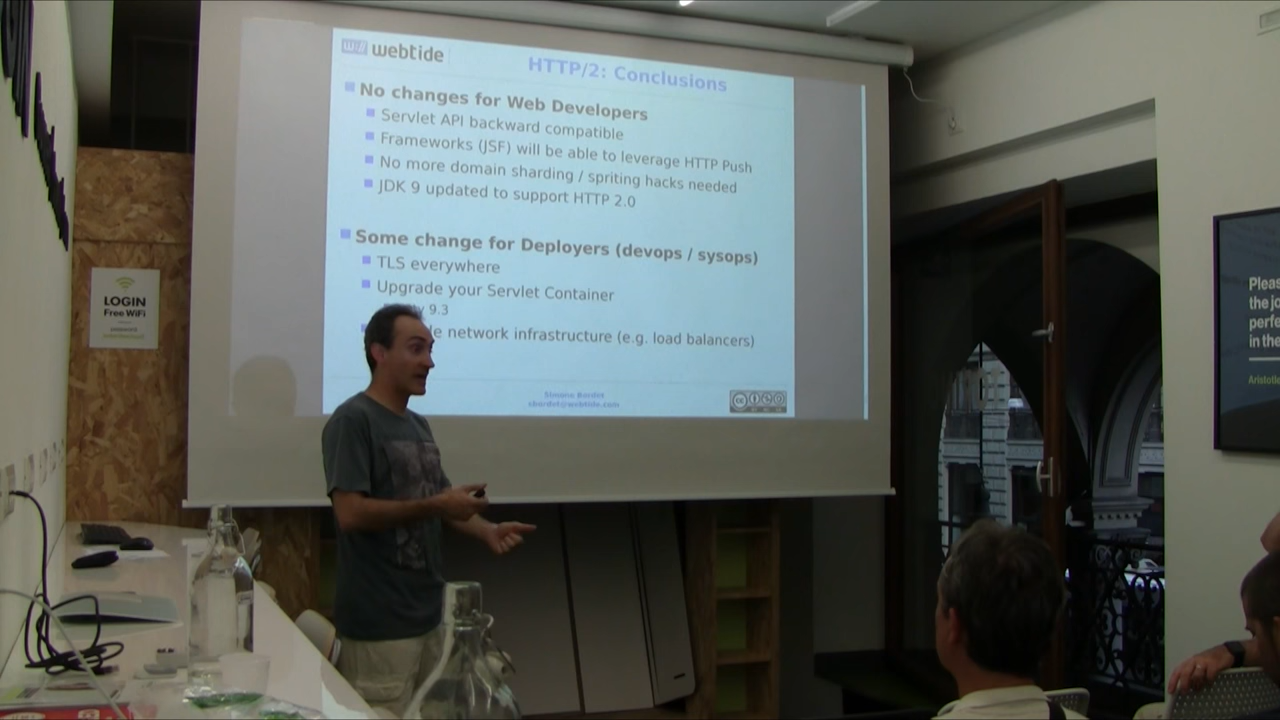 webtide
HTTP/2: Conclusions
No changes for Web Developers
Servlet API backward compatible
Frameworks (JSF) will be able to leverage HTTP Push
No more domain sharding / spriting hacks needed
JDK 9 updated to support HTTP 2.0
Some change for Deployers (devops / sysops)
TLS everywhere
Upgrade your Servlet Container
9.3
network infrastructure (e.g. load balancers)
Simone Bordet
sbordet@webtide.com
cc
LOGIN
Free WiFi
Pleas
the jo
perfe
in the
Aristotle